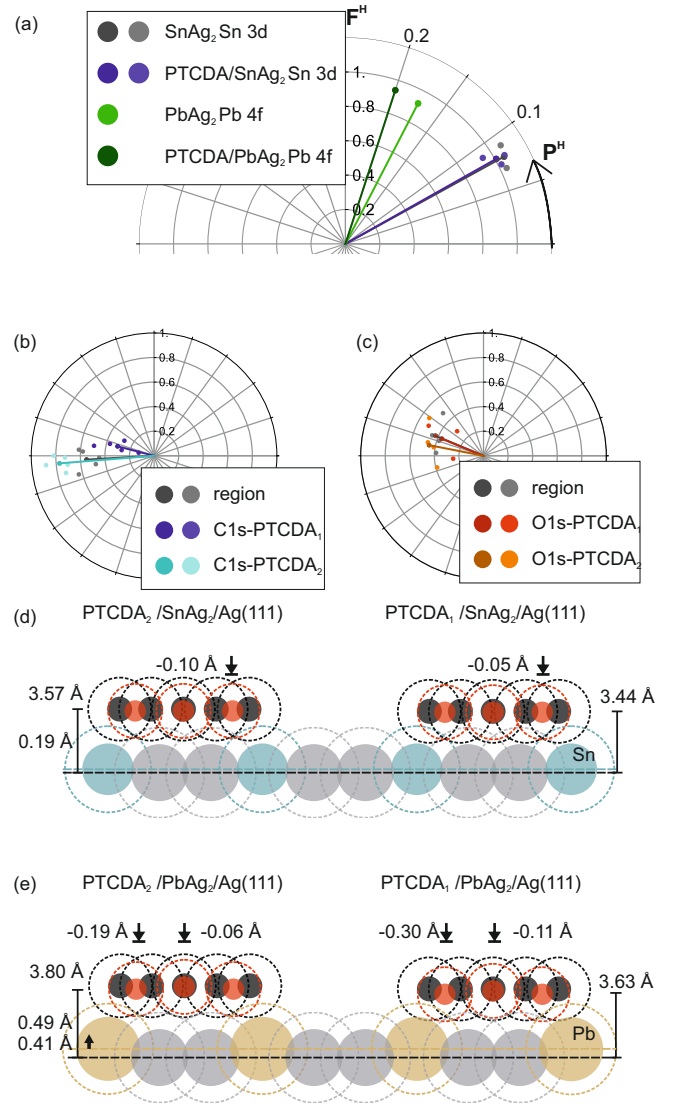 (a)
F^H
0.2
SnAg₂Sn 3d
PTCDA/SnAg₂Sn 3d
PbAg₂Pb 4f
PTCDA/PbAg₂Pb 4f
1.
0.8
0.6
0.4
0.2
0.1
P^H
(b)
1.
0.8
0.6
0.4
0.2
region
C1s-PTCDA₁
C1s-PTCDA₂
(c)
1.
0.8
0.6
0.4
0.2
region
O1s-PTCDA₁
O1s-PTCDA₂
(d)
PTCDA₂ /SnAg₂/Ag(111)
PTCDA₁ /SnAg₂/Ag(111)
-0.10 Å
-0.05 Å
3.57 Å
3.44 Å
0.19 Å
Sn
(e)
PTCDA₂ /PbAg₂/Ag(111)
PTCDA₁ /PbAg₂/Ag(111)
-0.19 Å
-0.06 Å
-0.30 Å
-0.11 Å
3.80 Å
3.63 Å
0.49 Å
0.41 Å
Pb